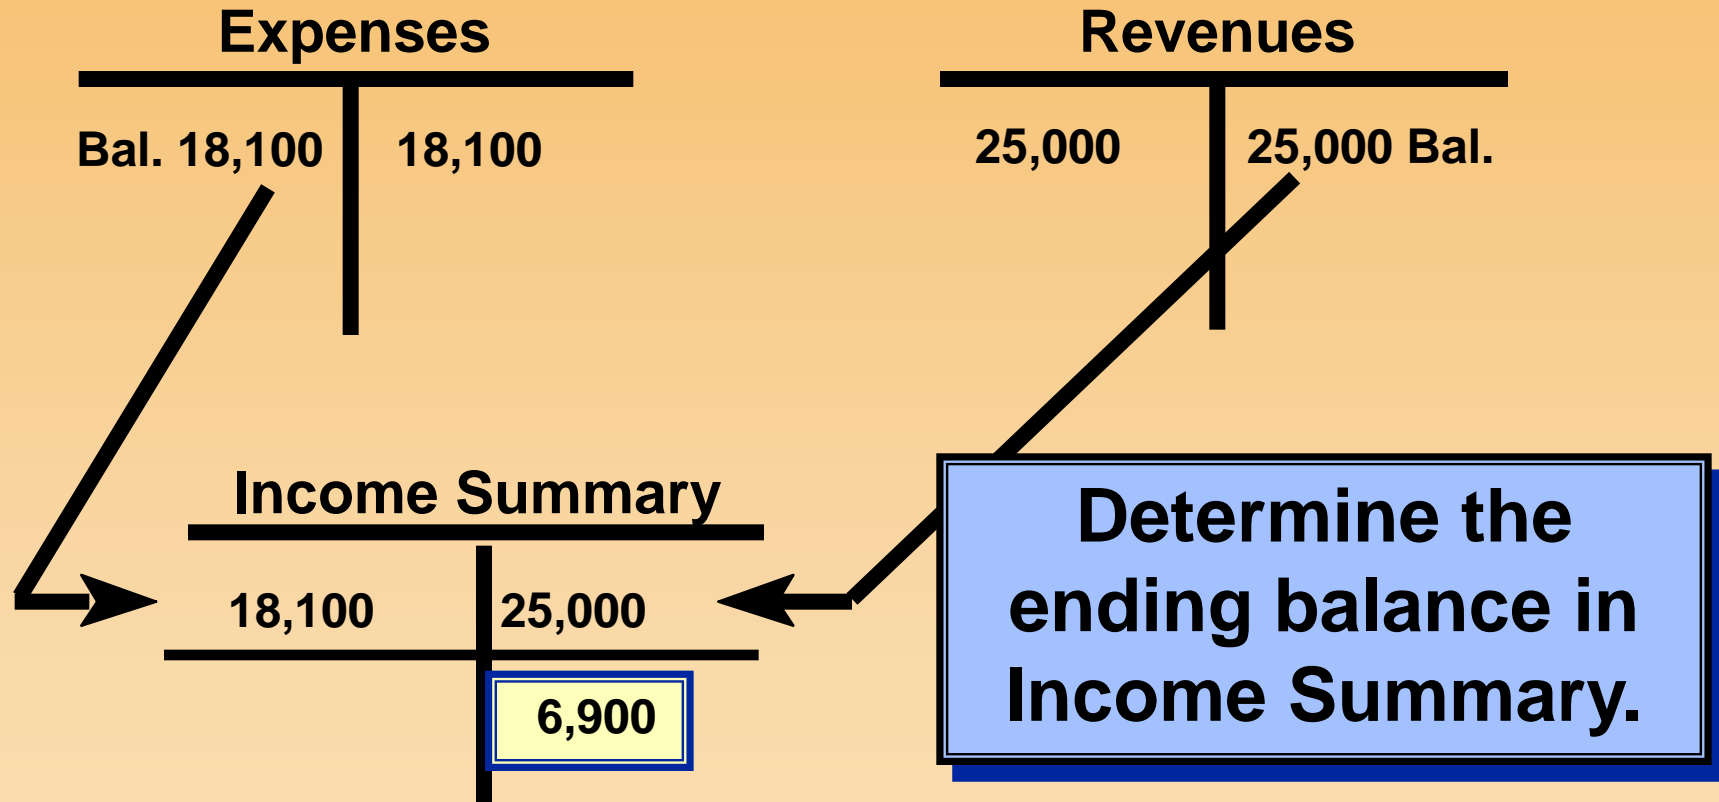 Expenses
Revenues
Bal. 18,100 18,100
25,000 25,000 Bal.
Income Summary
18,100 25,000
6,900
Determine the
ending balance in
Income Summary.